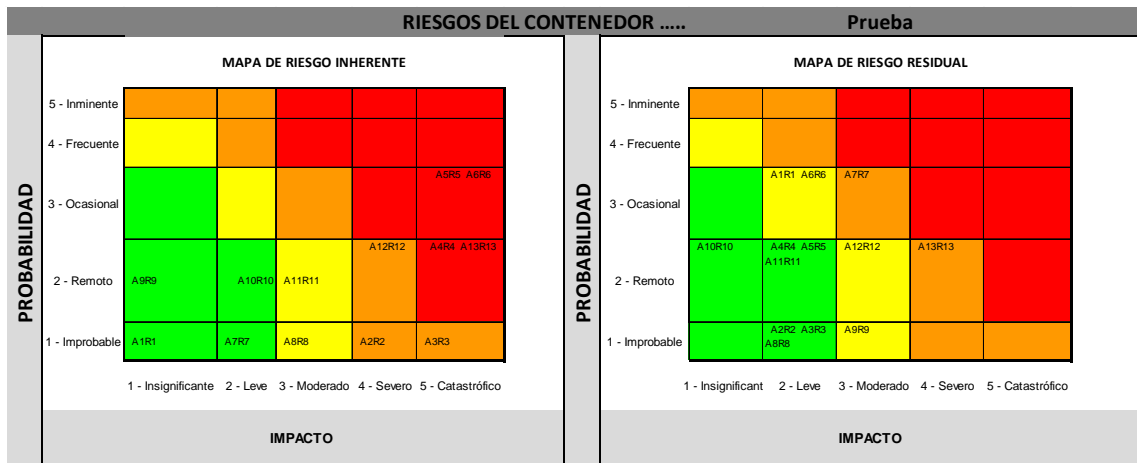 RIESGOS DEL CONTENEDOR ..... Prueba
PROBABILIDAD
MAPA DE RIESGO INHERENTE
5 - Inminente
4 - Frecuente
3 - Ocasional
A5R5 A6R6
2 - Remoto
A12R12
A4R4 A13R13
A9R9
A10R10
A11R11
1 - Improbable
A1R1
A7R7
A8R8
A2R2
A3R3
1 - Insignificante
2 - Leve
3 - Moderado
4 - Severo
5 - Catastrófico
IMPACTO
PROBABILIDAD
MAPA DE RIESGO RESIDUAL
5 - Inminente
4 - Frecuente
3 - Ocasional
A1R1 A6R6
A7R7
2 - Remoto
A10R10
A4R4 A5R5
A11R11
A12R12
A13R13
1 - Improbable
A2R2 A3R3
A8R8
A9R9
1 - Insignificant
2 - Leve
3 - Moderado
4 - Severo
5 - Catastrófico
IMPACTO